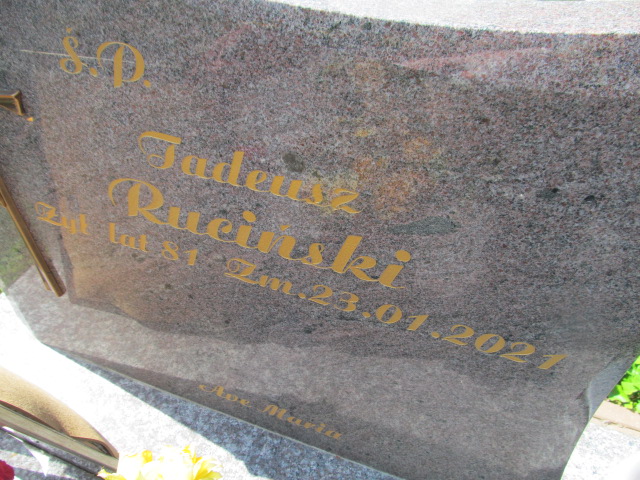 Ś.P.
Tadeusz
Ruciński
Żył lat 81 Zm.23.01.2021
Ave Maria